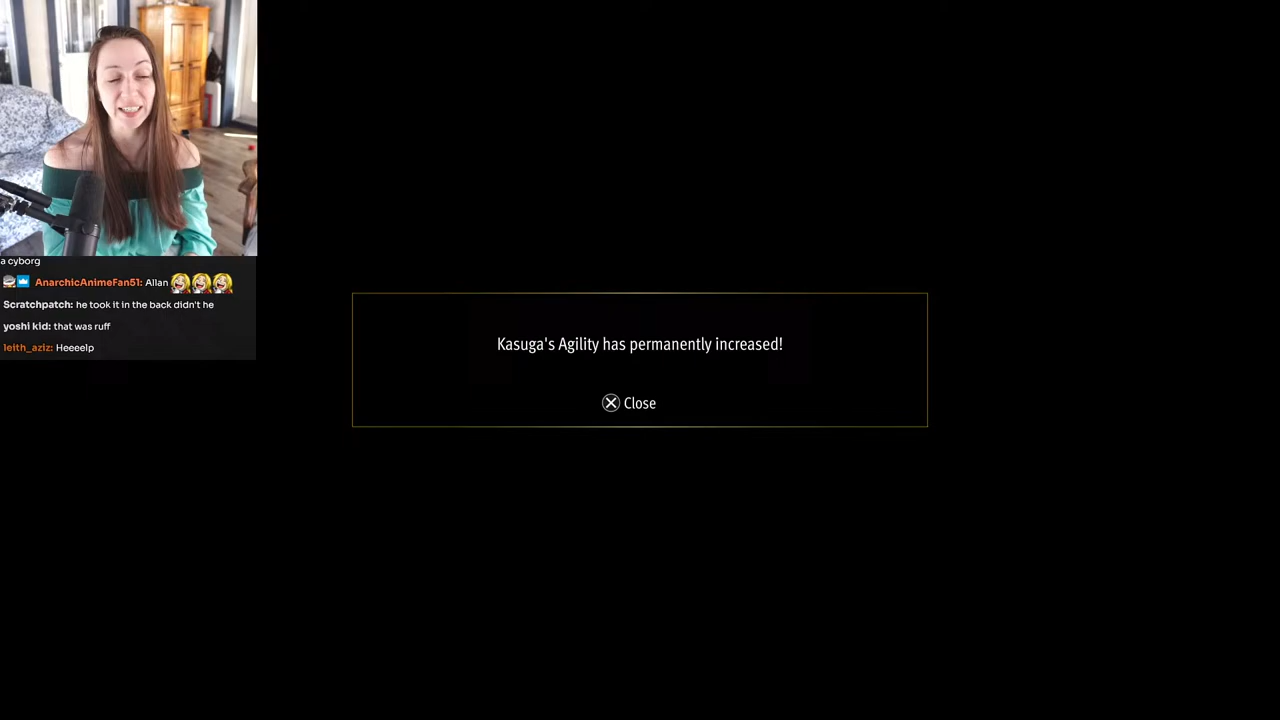 a cyborg
AnarchicAnimeFan51: Allan
Scratchpatch: he took it in the back didn't he
yoshi kid: that was ruff
leith_aziz: Heeeelp
Kasuga's Agility has permanently increased!
Close